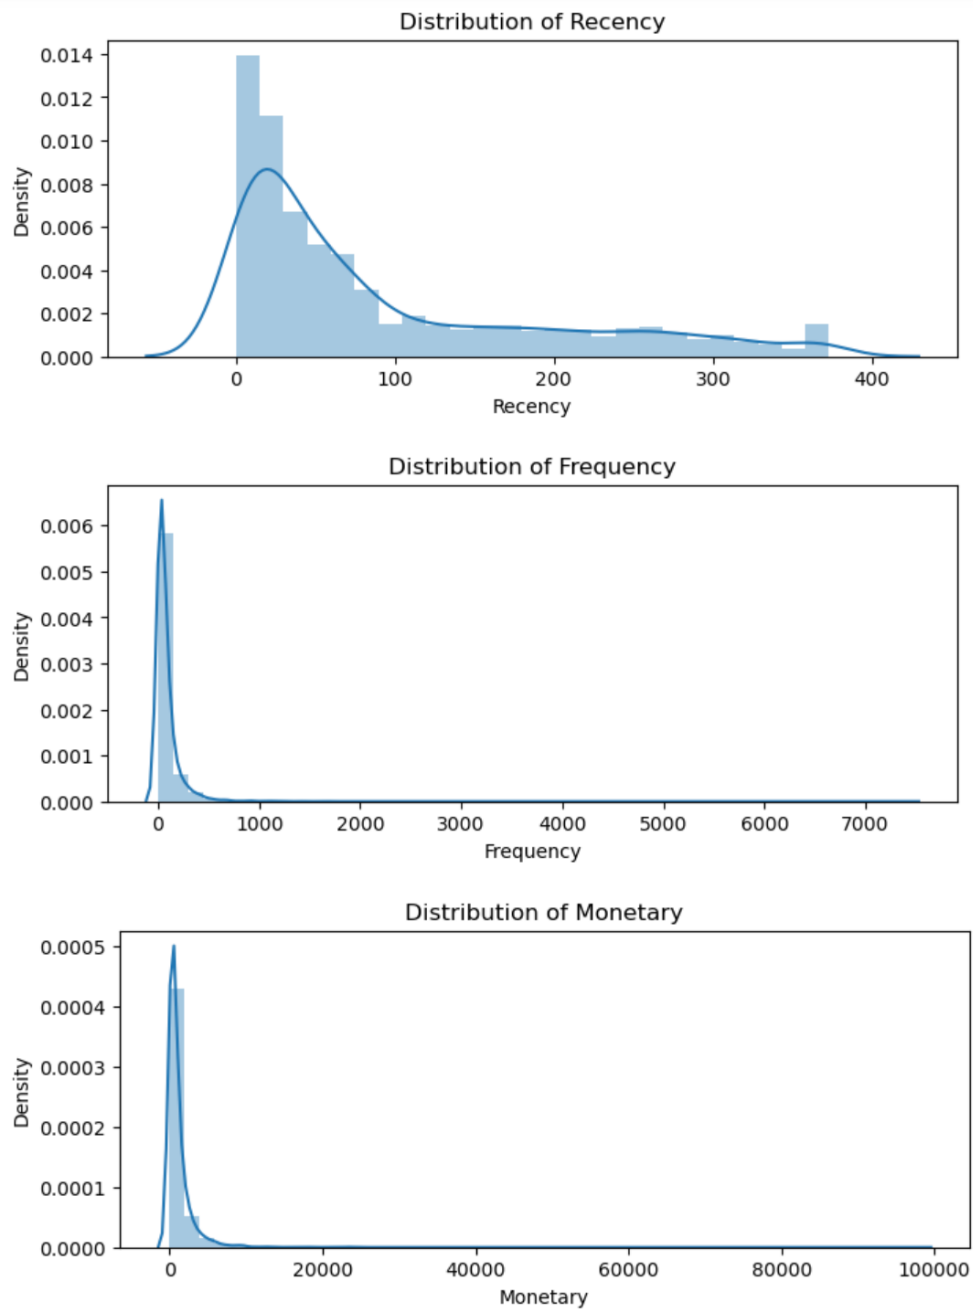 Distribution of Recency
0.014
0.012
0.010
0.008
0.006
0.004
0.002
0.000
Density
0 100 200 300 400
Recency
Distribution of Frequency
0.006
0.005
0.004
0.003
0.002
0.001
0.000
Density
0 1000 2000 3000 4000 5000 6000 7000
Frequency
Distribution of Monetary
0.0005
0.0004
0.0003
0.0002
0.0001
0.0000
Density
0 20000 40000 60000 80000 100000
Monetary